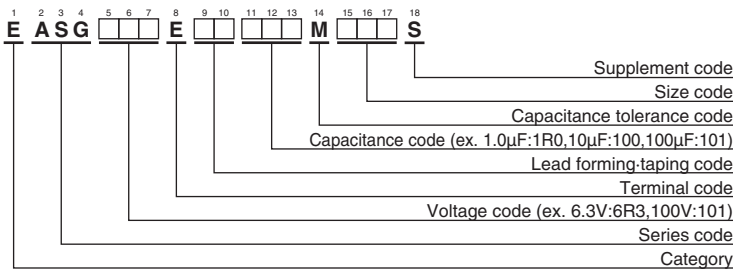 1 2 3 4 5 6 7 8 9 10 11 12 13 14 15 16 17 18
E A S G E M S
Supplement code
Size code
Capacitance tolerance code
Capacitance code (ex. 1.0μF:1R0,10μF:100,100μF:101)
Lead forming·taping code
Terminal code
Voltage code (ex. 6.3V:6R3,100V:101)
Series code
Category